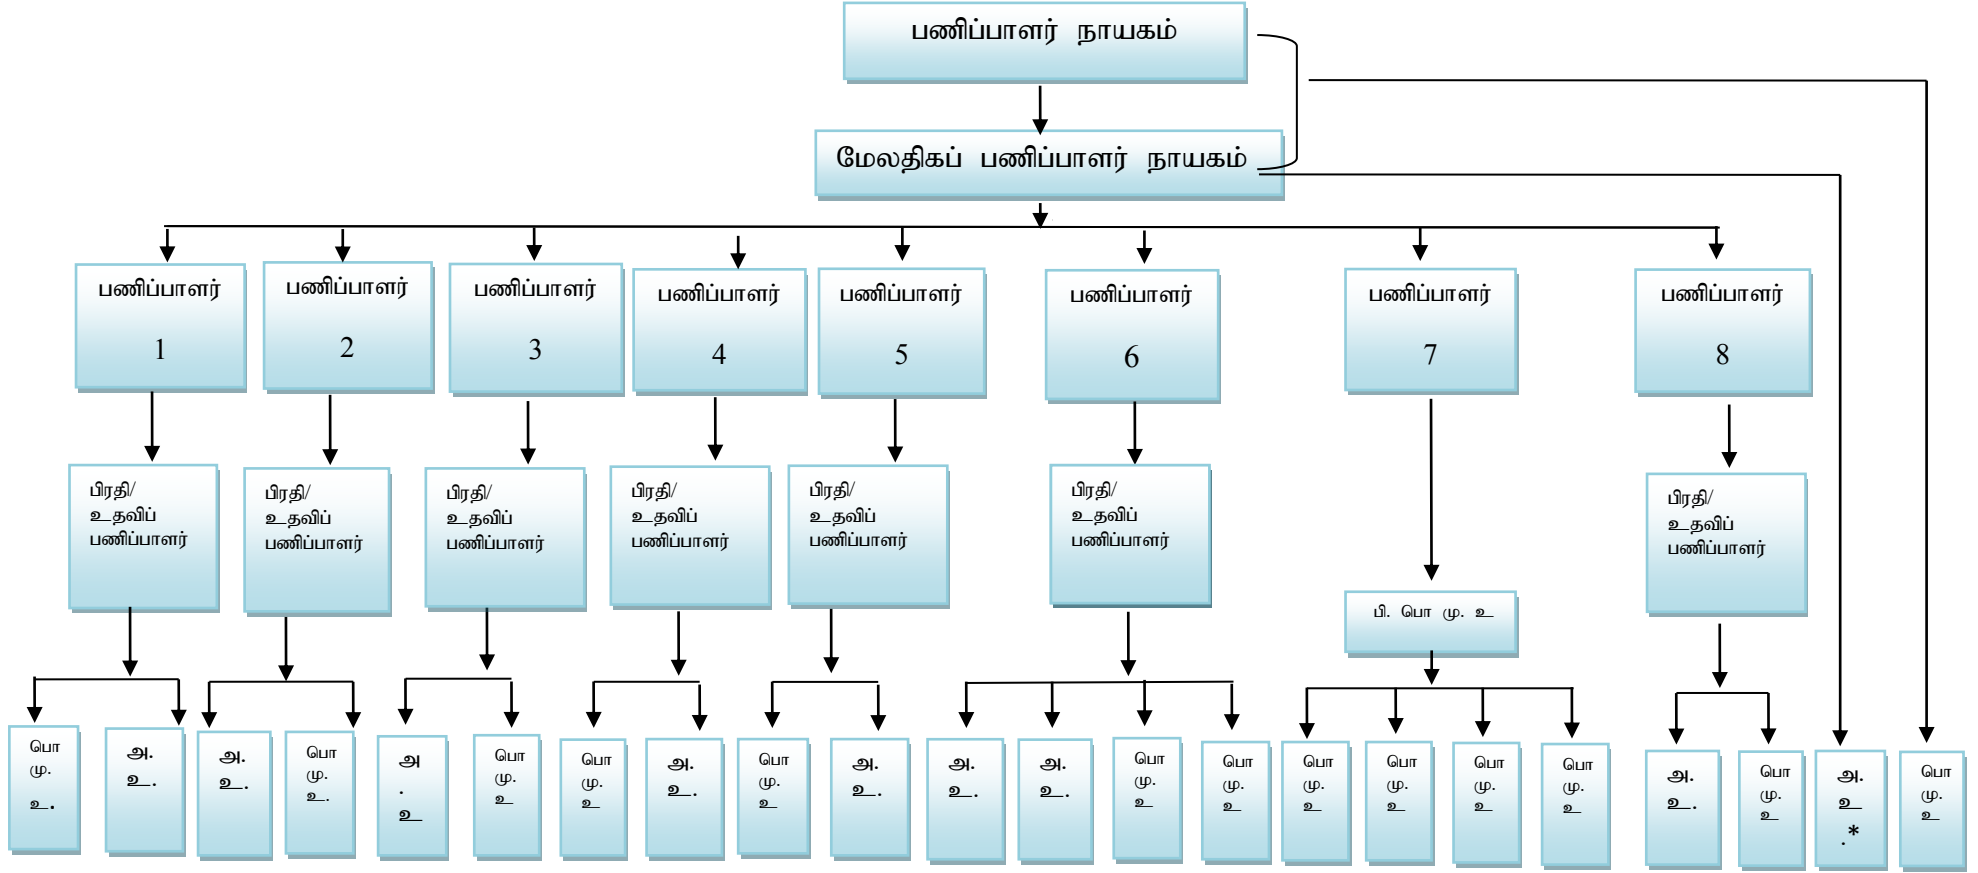 பணிப்பாளர் நாயகம்
மேலதிகப் பணிப்பாளர் நாயகம்
பணிப்பாளர்
1
பணிப்பாளர்
2
பணிப்பாளர்
3
பணிப்பாளர்
4
பணிப்பாளர்
5
பணிப்பாளர்
6
பணிப்பாளர்
7
பணிப்பாளர்
8
பிரதி/
உதவிப்
பணிப்பாளர்
பிரதி/
உதவிப்
பணிப்பாளர்
பிரதி/
உதவிப்
பணிப்பாளர்
பிரதி/
உதவிப்
பணிப்பாளர்
பிரதி/
உதவிப்
பணிப்பாளர்
பிரதி/
உதவிப்
பணிப்பாளர்
பி. பொ மு. உ
பிரதி/
உதவிப்
பணிப்பாளர்
பொ
மு.
உ.
அ.
உ.
அ.
உ.
பொ
மு.
உ.
அ
.
உ
பொ
மு.
உ
பொ
மு.
உ
அ.
உ.
பொ
மு.
உ
அ.
உ.
அ.
உ.
அ.
உ.
பொ
மு.
உ
பொ
மு.
உ
பொ
மு.
உ
பொ
மு.
உ
பொ
மு.
உ
பொ
மு.
உ
அ.
உ.
பொ
மு.
உ
அ.
உ
.*
பொ
மு.
உ